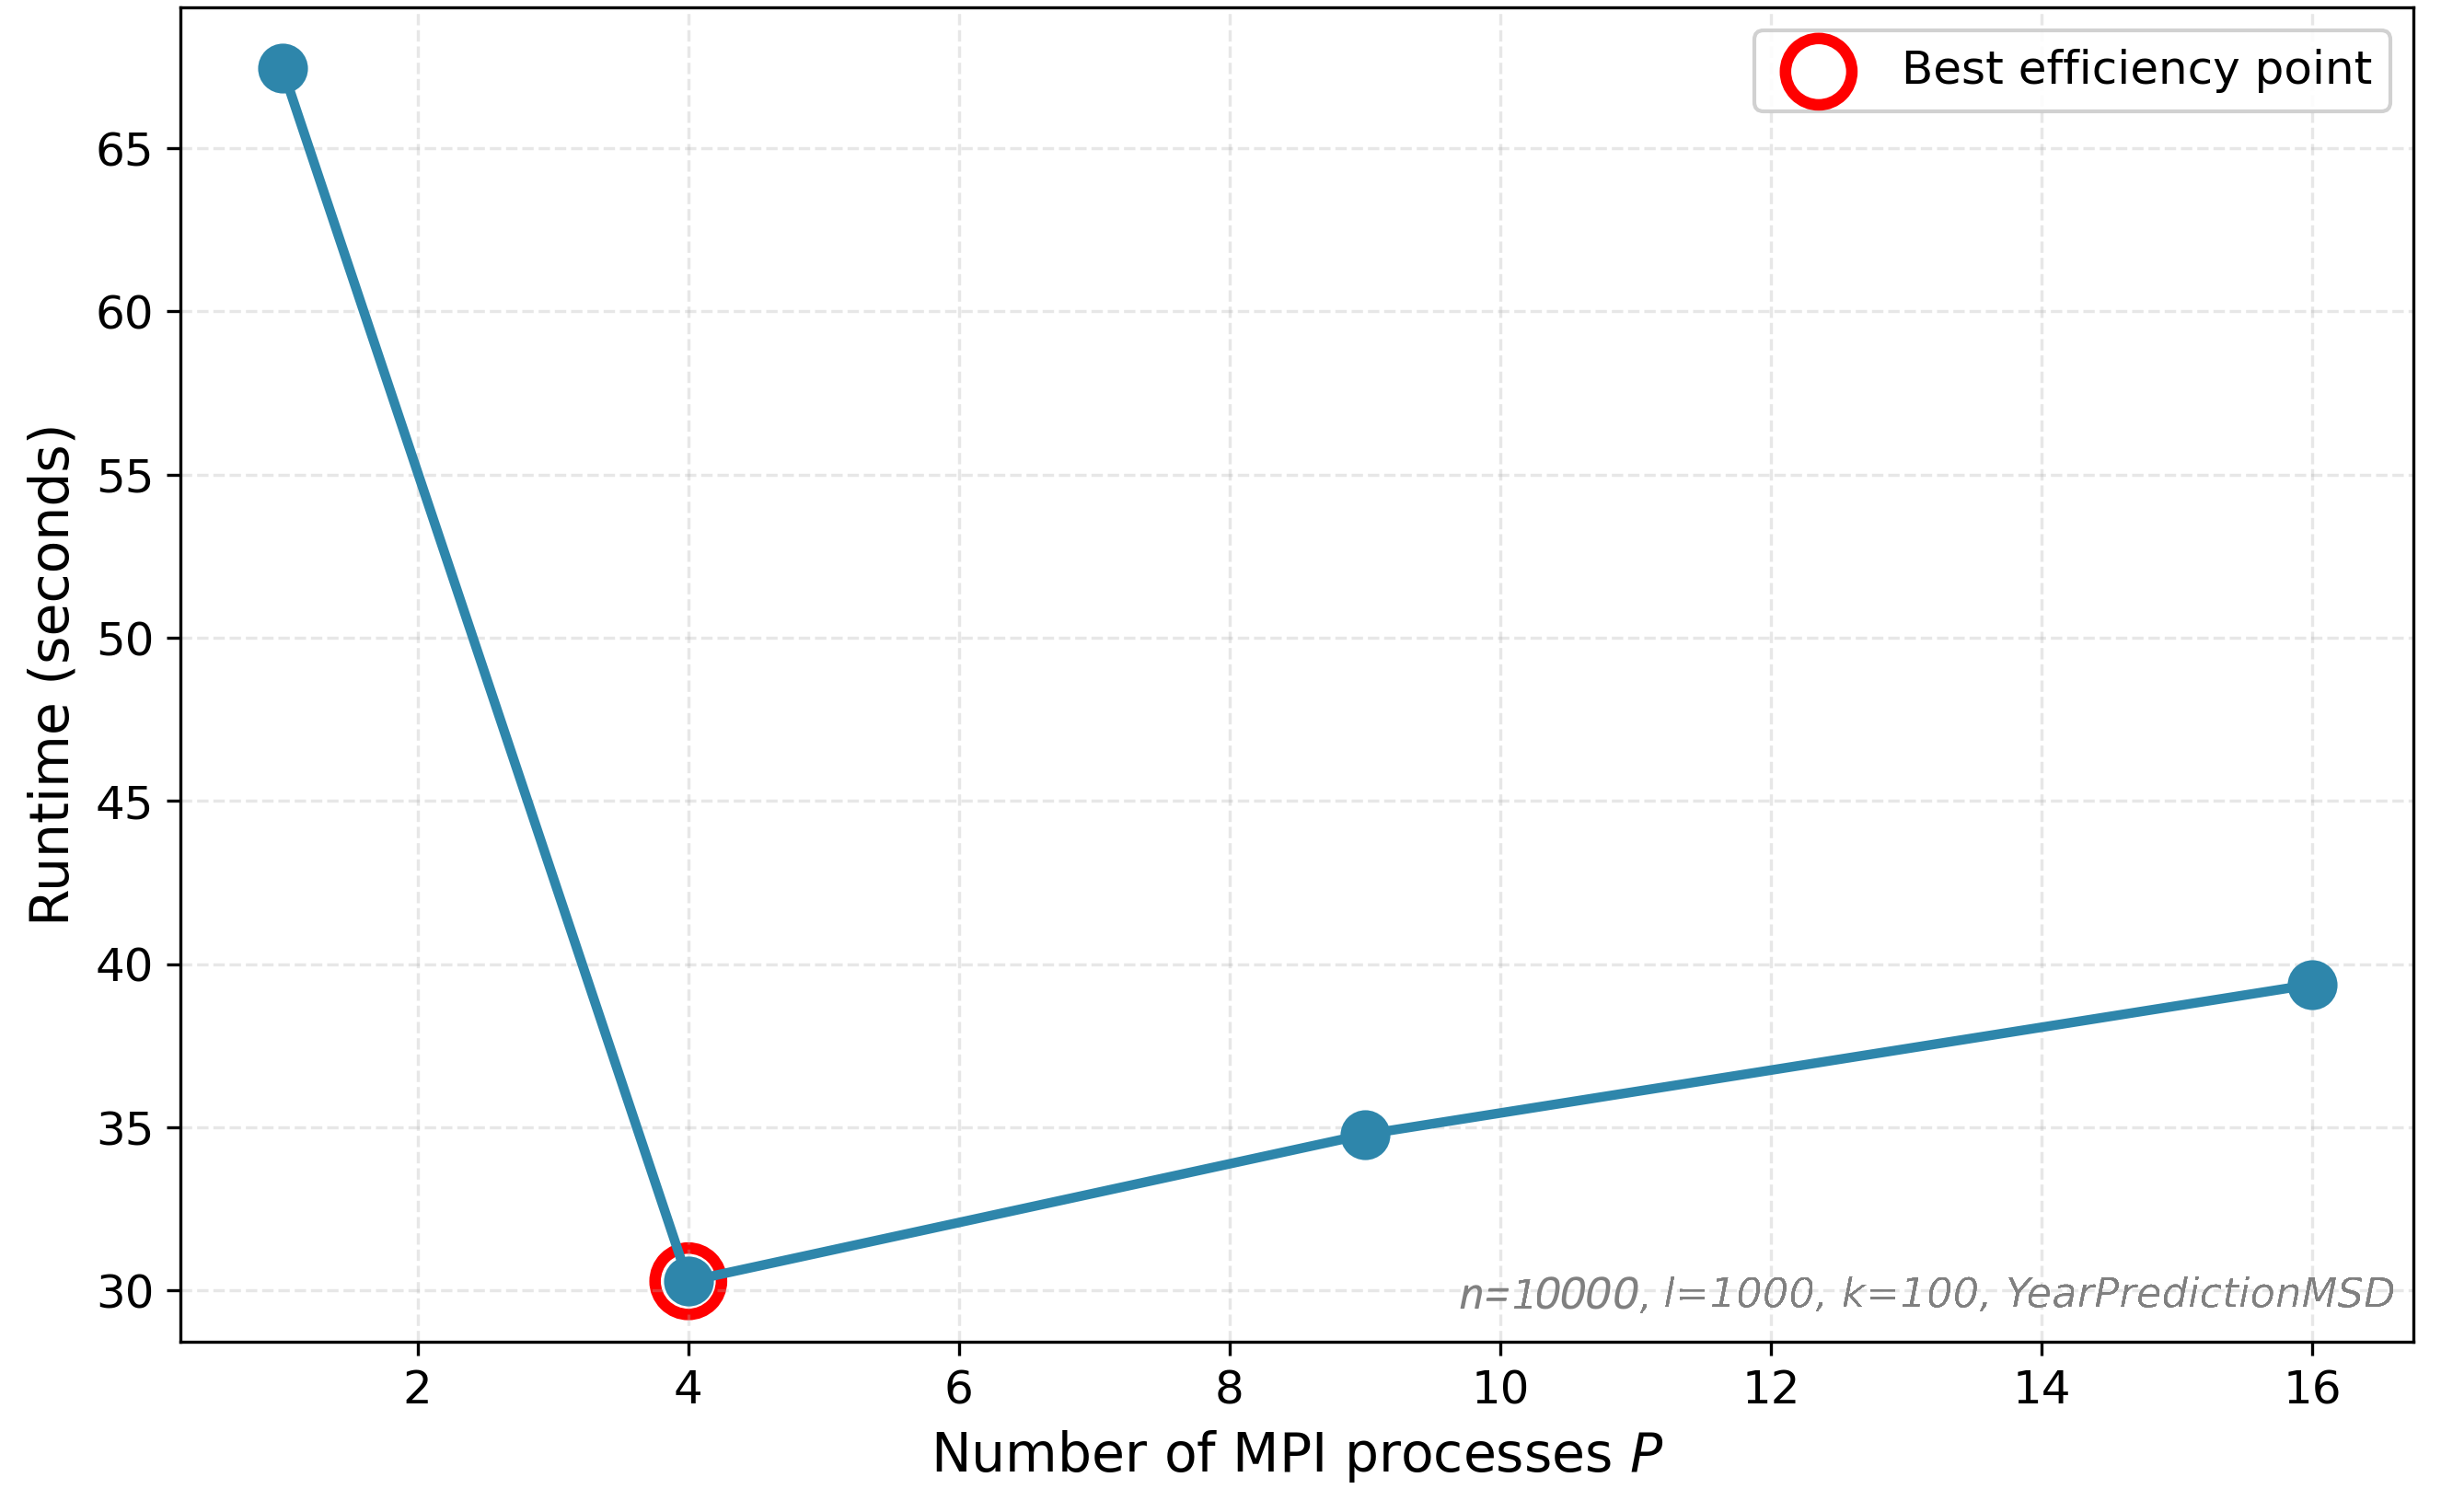 Best efficiency point
Runtime (seconds)
65
60
55
50
45
40
35
30
n=10000, l=1000, k=100, YearPredictionMSD
2 4 6 8 10 12 14 16
Number of MPI processes P